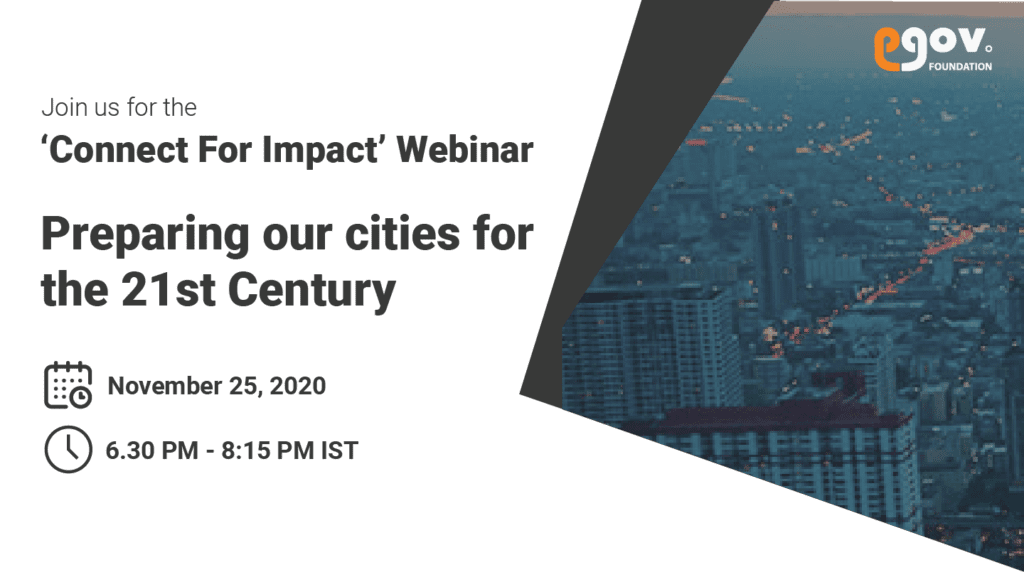 egov.
FOUNDATION
Join us for the
‘Connect For Impact’ Webinar
Preparing our cities for
the 21st Century
November 25, 2020
6.30 PM - 8:15 PM IST